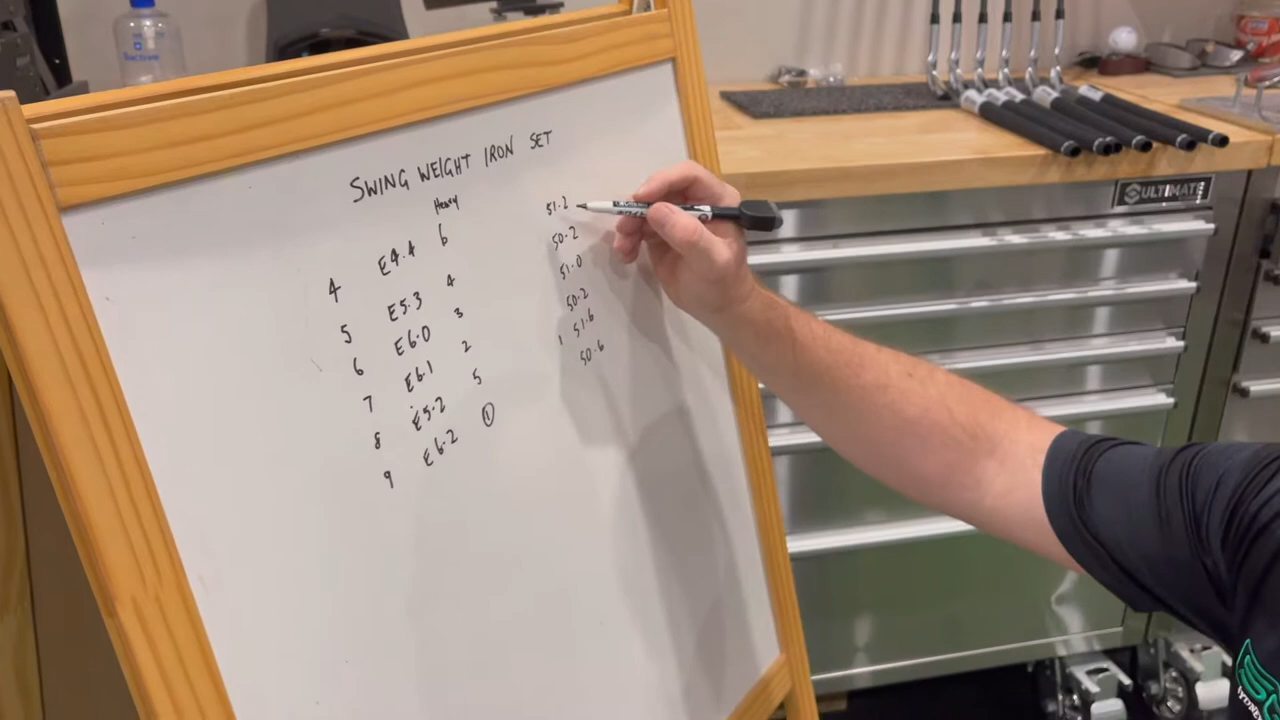 SWING WEIGHT IRON SET
Heavy
4 E4.4 6 51.2
5 E5.3 4 50.2
6 E6.0 3 51.0
7 E6.1 2 50.2
8 E5.2 5 1 51.6
9 E6.2 1 50.6
ULTIMATE